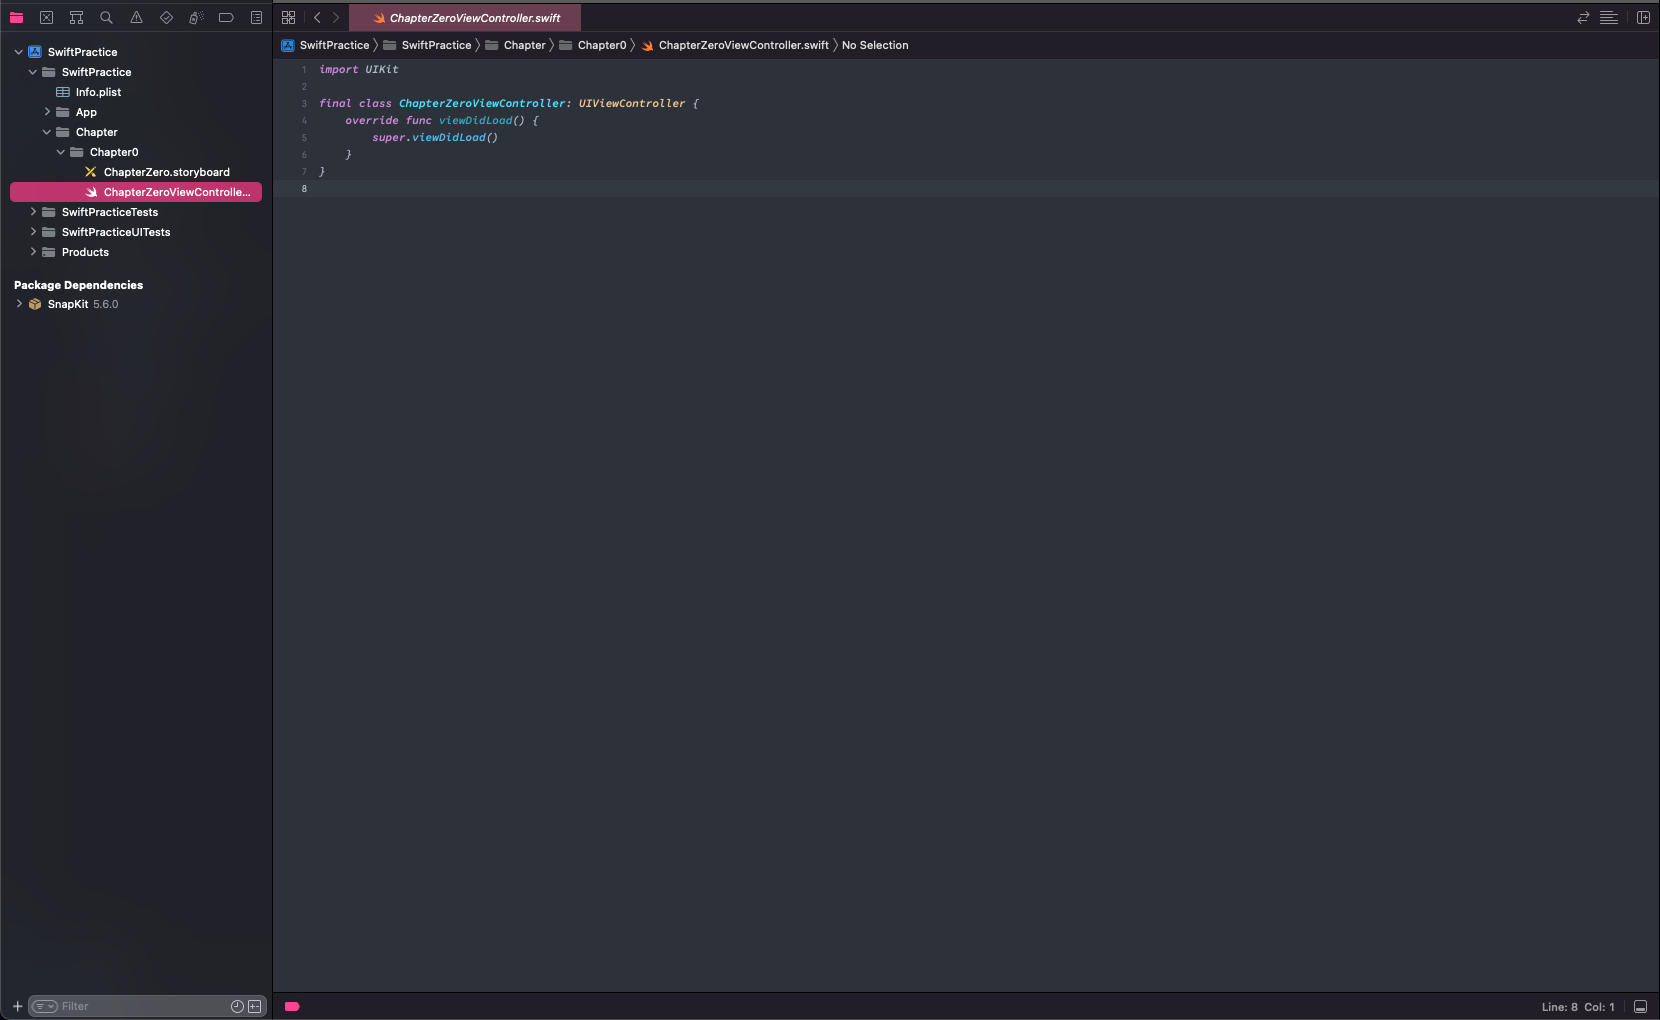 ChapterZeroViewController.swift
SwiftPractice
SwiftPractice
Info.plist
App
Chapter
Chapter0
ChapterZero.storyboard
ChapterZeroViewControlle...
SwiftPracticeTests
SwiftPracticeUITests
Products
Package Dependencies
SnapKit 5.6.0
Filter
SwiftPractice SwiftPractice Chapter Chapter0 ChapterZeroViewController.swift No Selection
1 import UIKit
2
3 final class ChapterZeroViewController: UIViewController {
4 override func viewDidLoad() {
5 super.viewDidLoad()
6 }
7 }
8
Line: 8 Col: 1